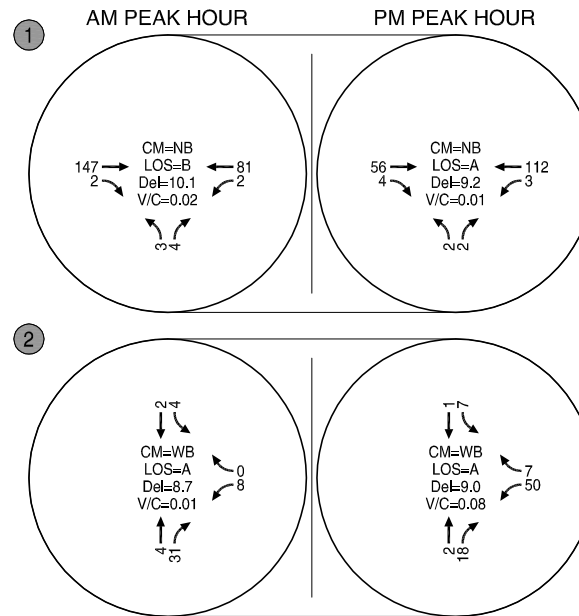 AM PEAK HOUR
PM PEAK HOUR
1
CM=NB
LOS=B
Del=10.1
V/C=0.02
147
2
81
2
3
4
CM=NB
LOS=A
Del=9.2
V/C=0.01
56
4
112
3
2
2
2
2
4
CM=WB
LOS=A
Del=8.7
V/C=0.01
0
8
4
31
1
7
CM=WB
LOS=A
Del=9.0
V/C=0.08
7
50
2
18